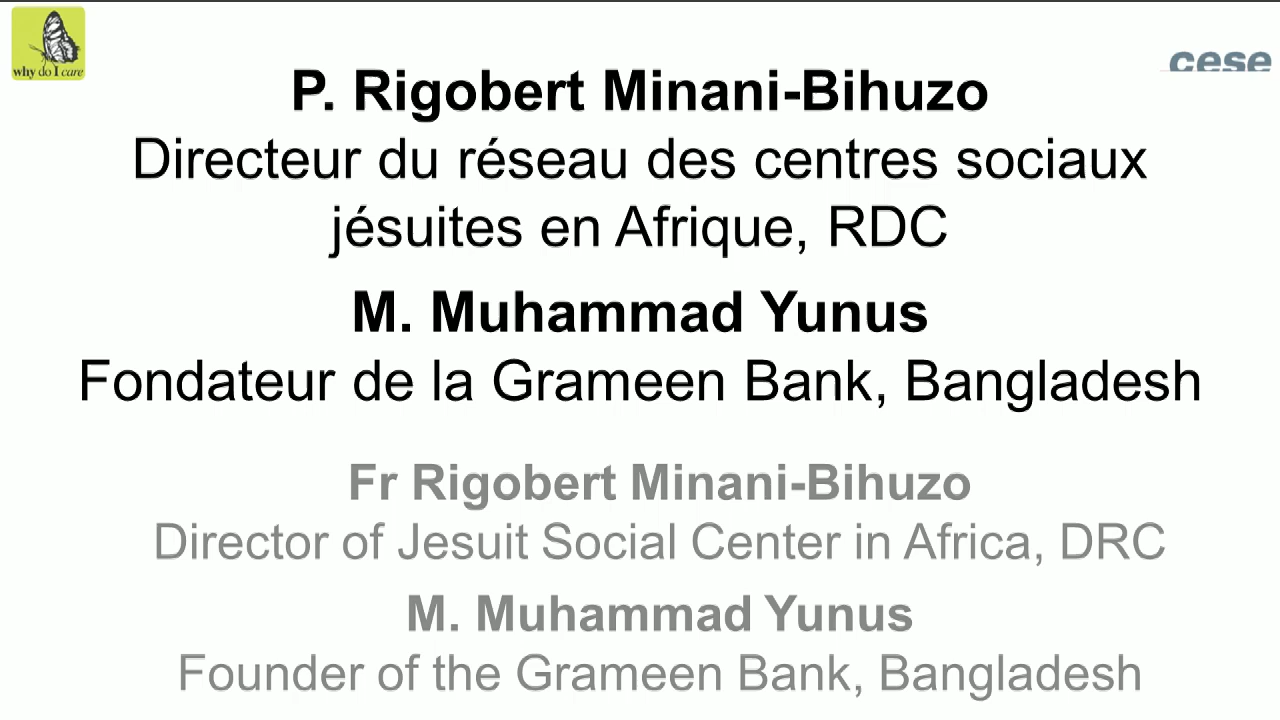 why do I care
cese
P. Rigobert Minani-Bihuzo
Directeur du réseau des centres sociaux
jésuites en Afrique, RDC
M. Muhammad Yunus
Fondateur de la Grameen Bank, Bangladesh
Fr Rigobert Minani-Bihuzo
Director of Jesuit Social Center in Africa, DRC
M. Muhammad Yunus
Founder of the Grameen Bank, Bangladesh